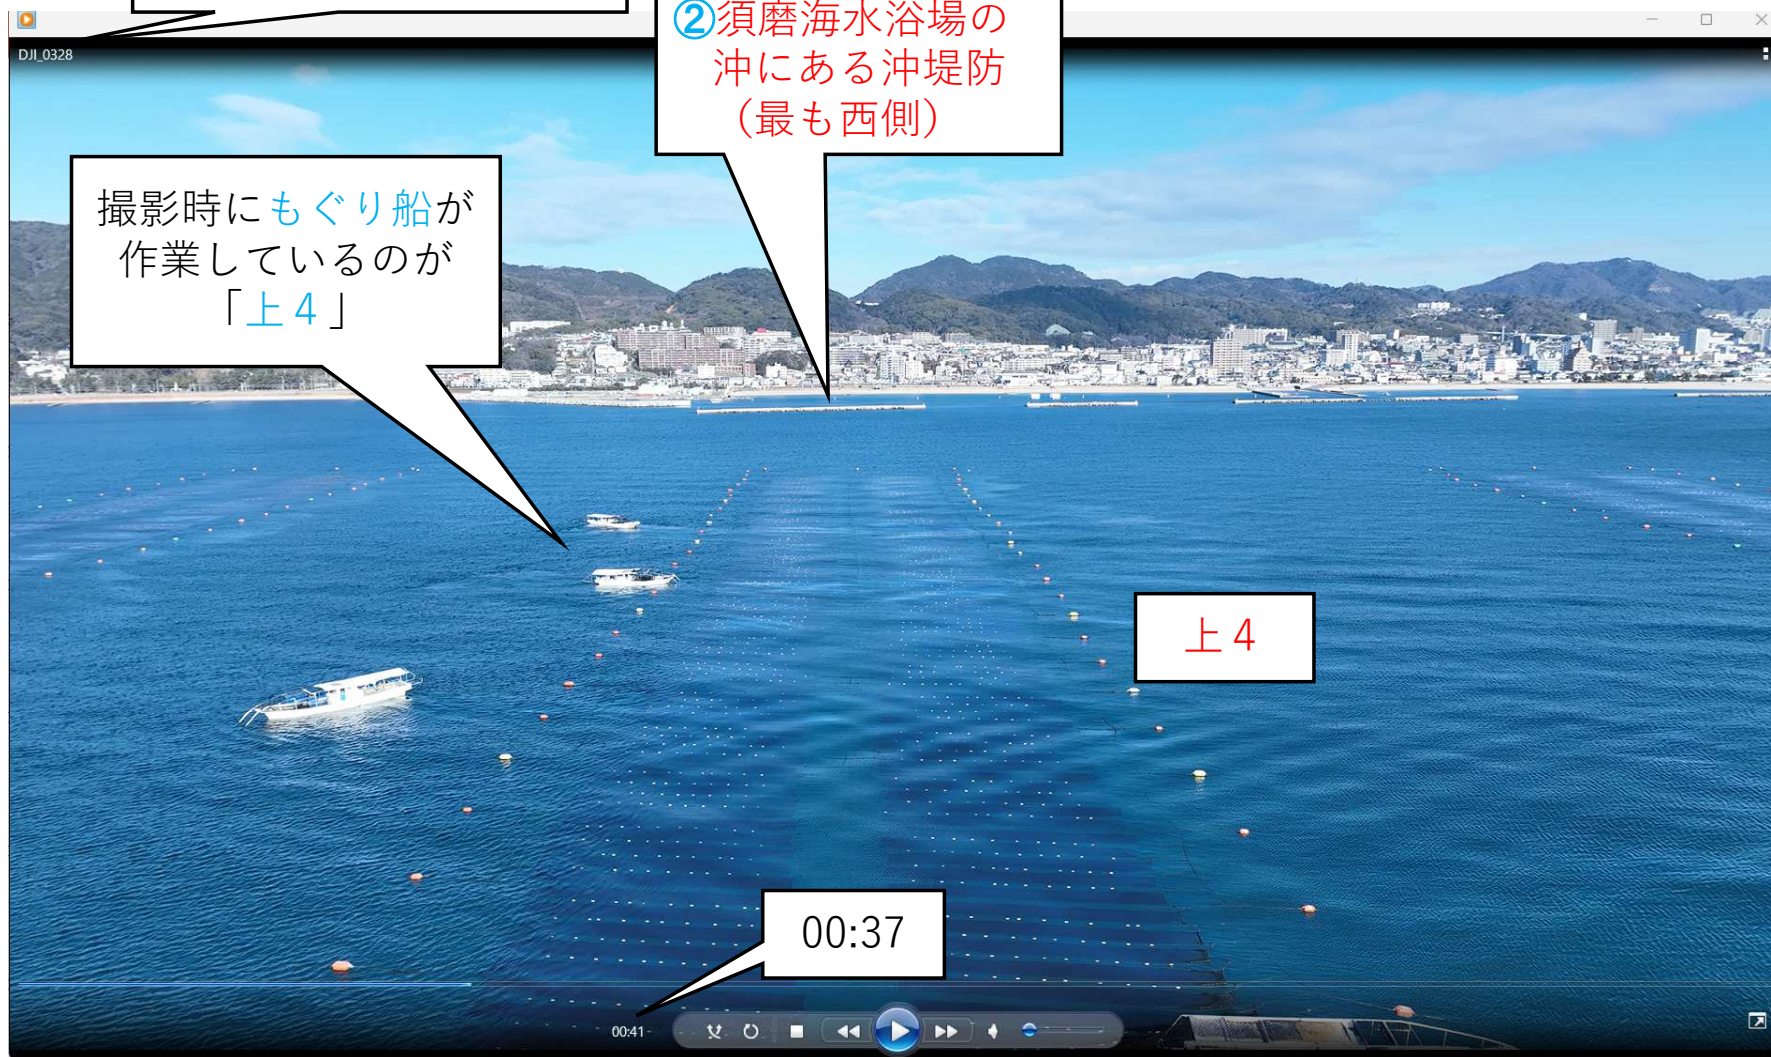 DJI_0328
②須磨海水浴場の
沖にある沖堤防
（最も西側）
撮影時にもぐり船が
作業しているのが
「上４」
上４
00:37
00:41